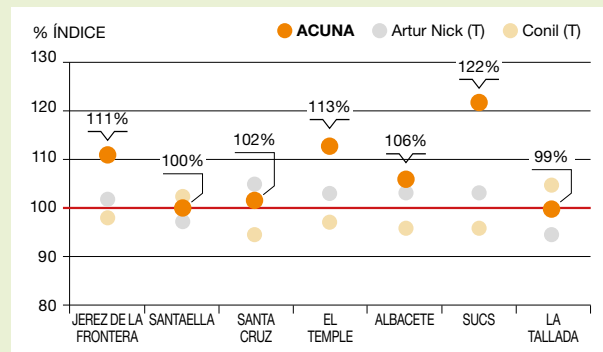 % ÍNDICE
ACUNA
Artur Nick (T)
Conil (T)
130
120
110
100
90
80
111%
100%
102%
113%
106%
122%
99%
JEREZ DE LA
FRONTERA
SANTAELLA
SANTA
CRUZ
EL
TEMPLE
ALBACETE
SUCS
LA
TALLADA